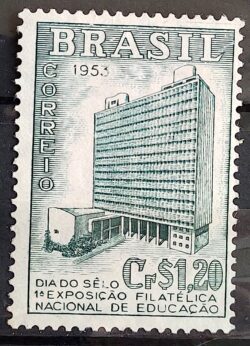 BRASIL
CORREIO
1953
DIA DO SÊLO
1ª EXPOSIÇÃO FILATÉLICA
NACIONAL DE EDUCAÇÃO
Cr$1,20